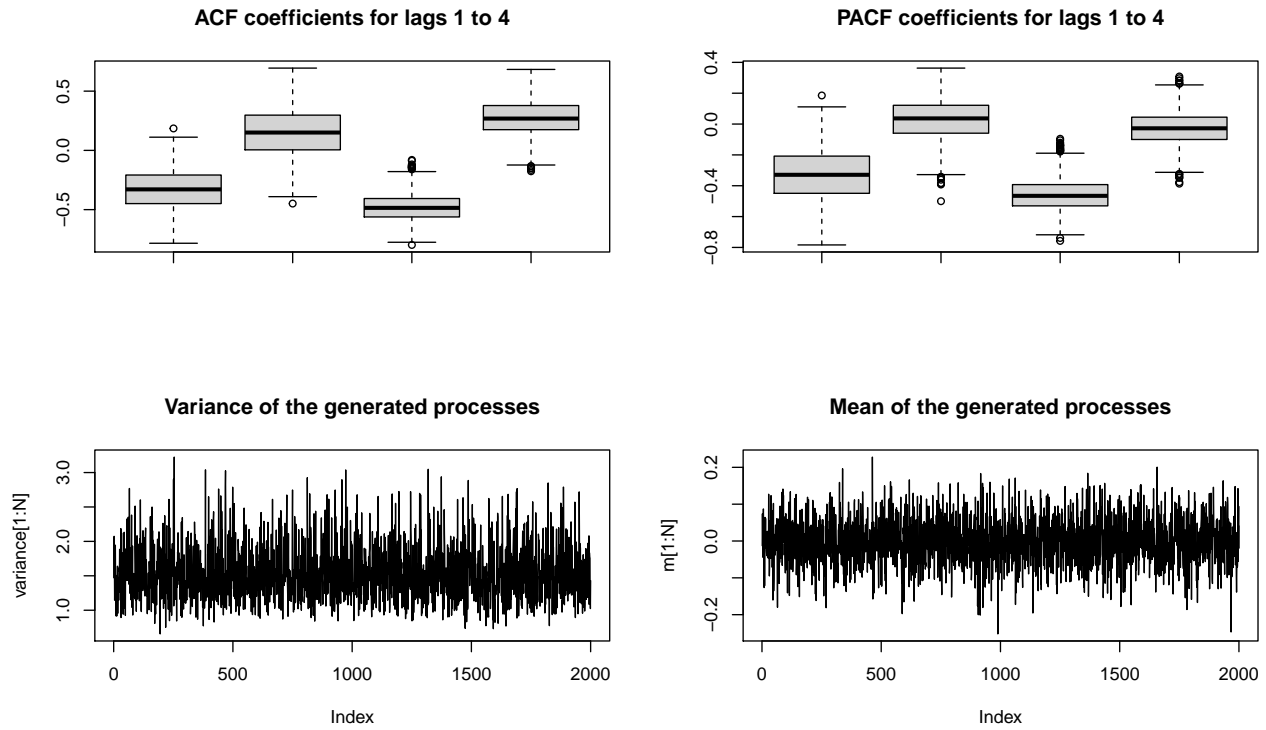 ACF coefficients for lags 1 to 4
−0.5 0.0 0.5
PACF coefficients for lags 1 to 4
−0.8 −0.4 0.0 0.4
Variance of the generated processes
variance[1:N]
1.0 2.0 3.0
0 500 1000 1500 2000
Index
Mean of the generated processes
m[1:N]
−0.2 0.0 0.2
0 500 1000 1500 2000
Index